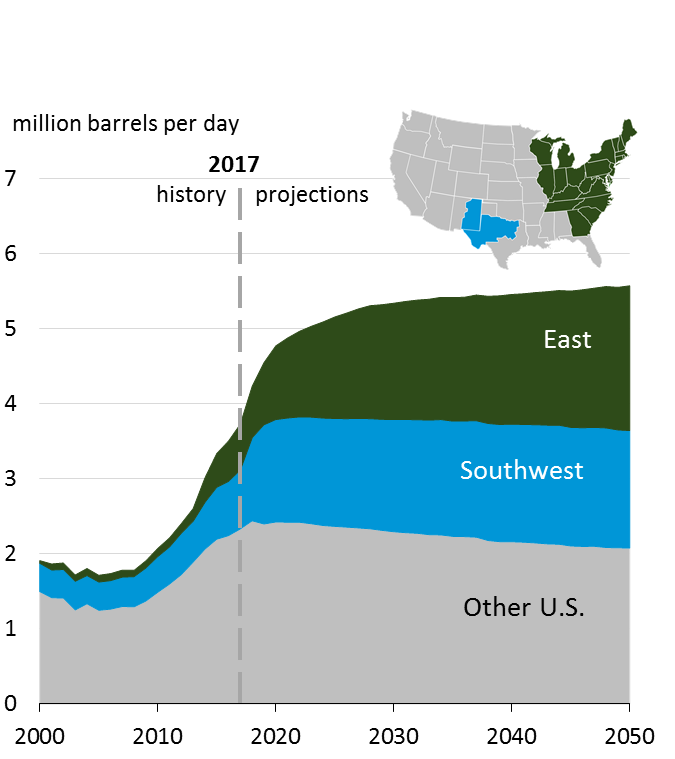 million barrels per day
2017
history
projections
7
6
5
East
4
3
Southwest
2
Other U.S.
1
0
2000 2010 2020 2030 2040 2050